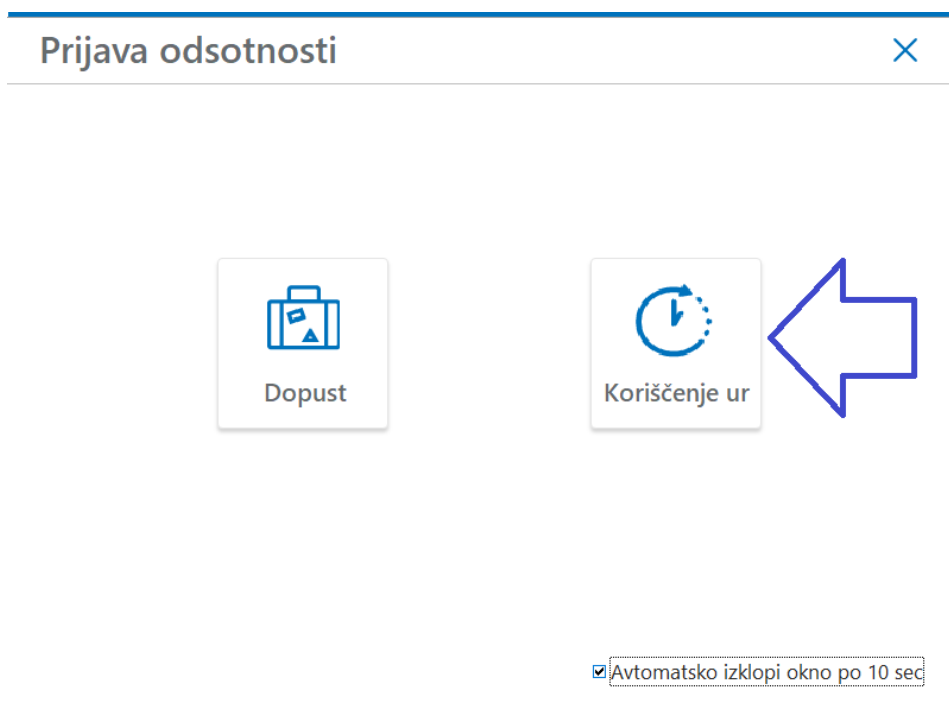 Prijava odsotnosti
Dopust
Koriščenje ur
Avtomatsko izklopi okno po 10 sec